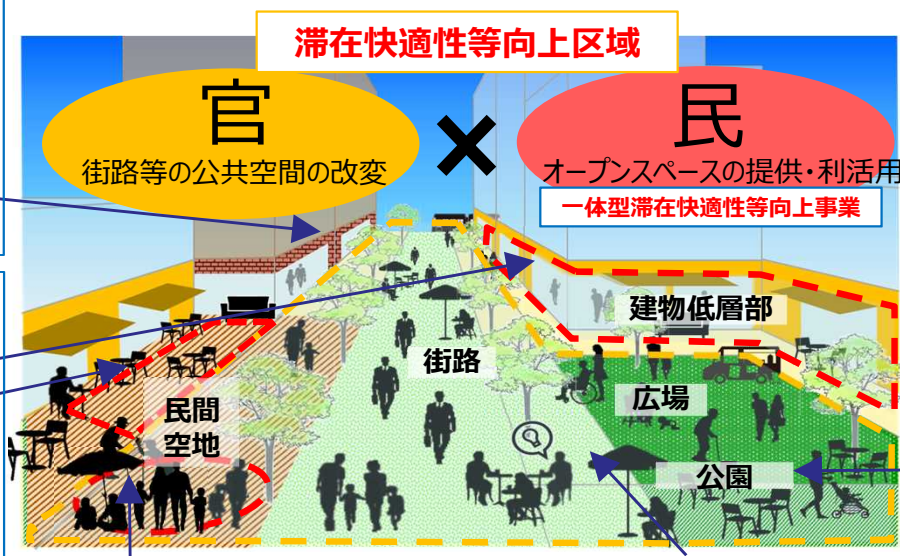 滞在快適性等向上区域
官
街路等の公共空間の改変
×
民
オープンスペースの提供・利活用
一体型滞在快適性等向上事業
建物低層部
街路
広場
民間
空地
公園